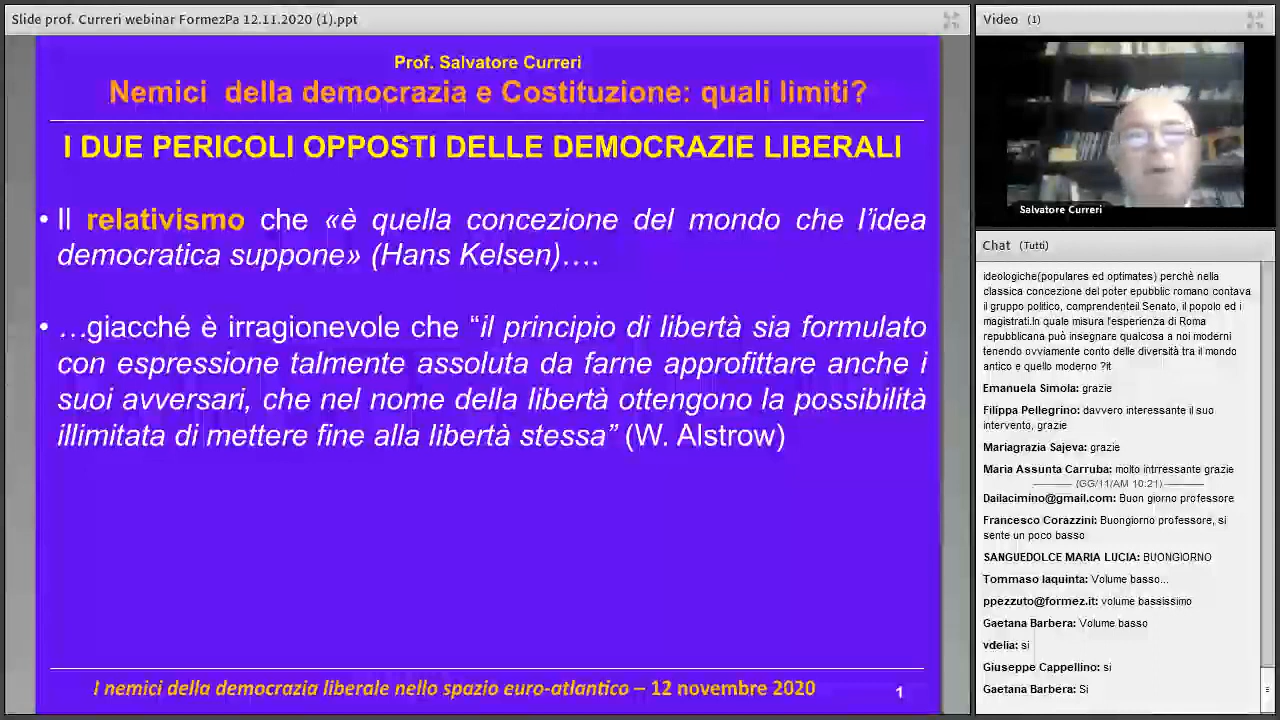 Slide prof. Curreri webinar FormezPa 12.11.2020 (1).ppt
Prof. Salvatore Curreri
Nemici della democrazia e Costituzione: quali limiti?
I DUE PERICOLI OPPOSTI DELLE DEMOCRAZIE LIBERALI
• Il relativismo che «è quella concezione del mondo che l'idea
democratica suppone» (Hans Kelsen)….
• …giacché è irragionevole che “il principio di libertà sia formulato
con espressione talmente assoluta da farne approfittare anche i
suoi avversari, che nel nome della libertà ottengono la possibilità
illimitata di mettere fine alla libertà stessa” (W. Alstrow)
I nemici della democrazia liberale nello spazio euro-atlantico – 12 novembre 2020
1
Video (1)
Salvatore Curreri
Chat (Tutti)
ideologiche(populares ed optimates) perchè nella
classica concezione del poter epubblic romano contava
il gruppo politico, comprendenteil Senato, il popolo ed i
magistrati.In quale misura l'esperienza di Roma
repubblicana può insegnare qualcosa a noi moderni
tenendo ovviamente conto delle diversità tra il mondo
antico e quello moderno ?it
Emanuela Simola: grazie
Filippa Pellegrino: davvero interessante il suo
intervento, grazie
Mariagrazia Sajeva: grazie
Maria Assunta Carruba: molto intrressante grazie
(GG/11/AM 10:21)
Dailacimino@gmail.com: Buon giorno professore
Francesco Corazzini: Buongiorno professore, si
sente un poco basso
SANGUEDOLCE MARIA LUCIA: BUONGIORNO
Tommaso Iaquinta: Volume basso...
ppezzuto@formez.it: volume bassissimo
Gaetana Barbera: Volume basso
vdelia: si
Giuseppe Cappellino: si
Gaetana Barbera: Si